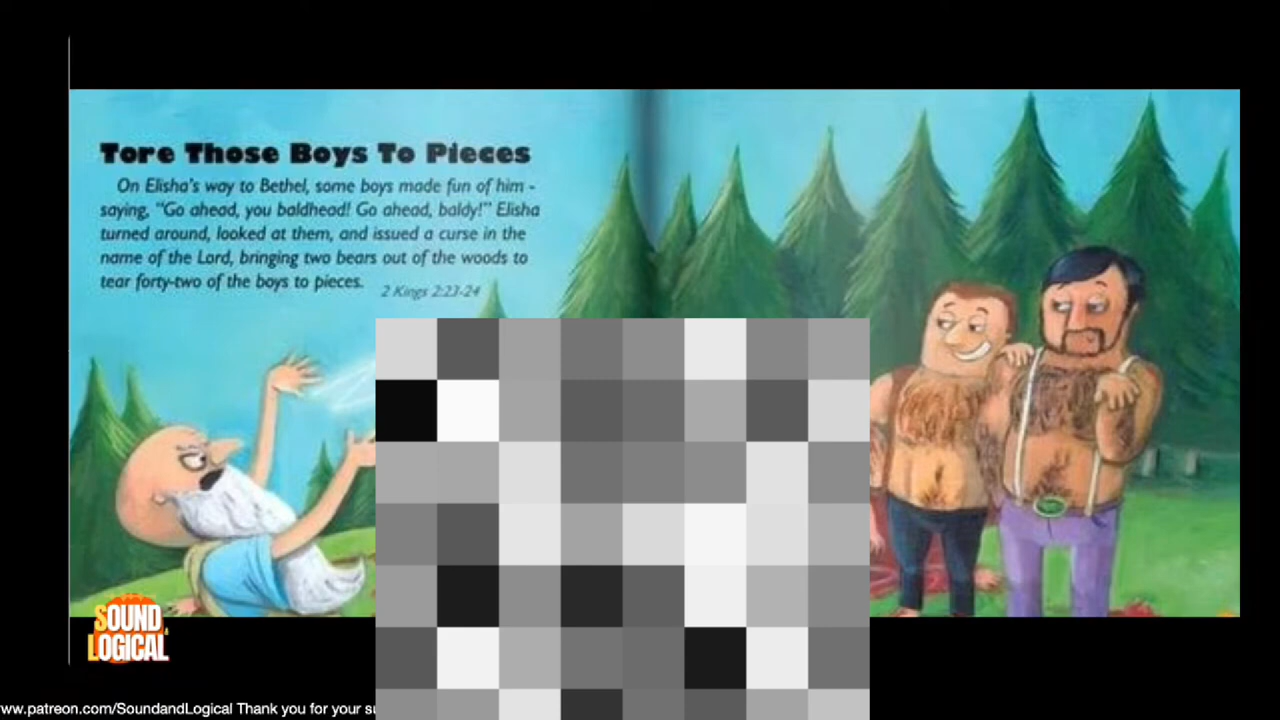 Tore Those Boys To Pieces
On Elisha's way to Bethel, some boys made fun of him -
saying, "Go ahead, you baldhead! Go ahead, baldy!" Elisha
turned around, looked at them, and issued a curse in the
name of the Lord, bringing two bears out of the woods to
tear forty-two of the boys to pieces.
2 Kings 2:23-24
SOUND
LOGICAL
www.patreon.com/SoundandLogical Thank you for your